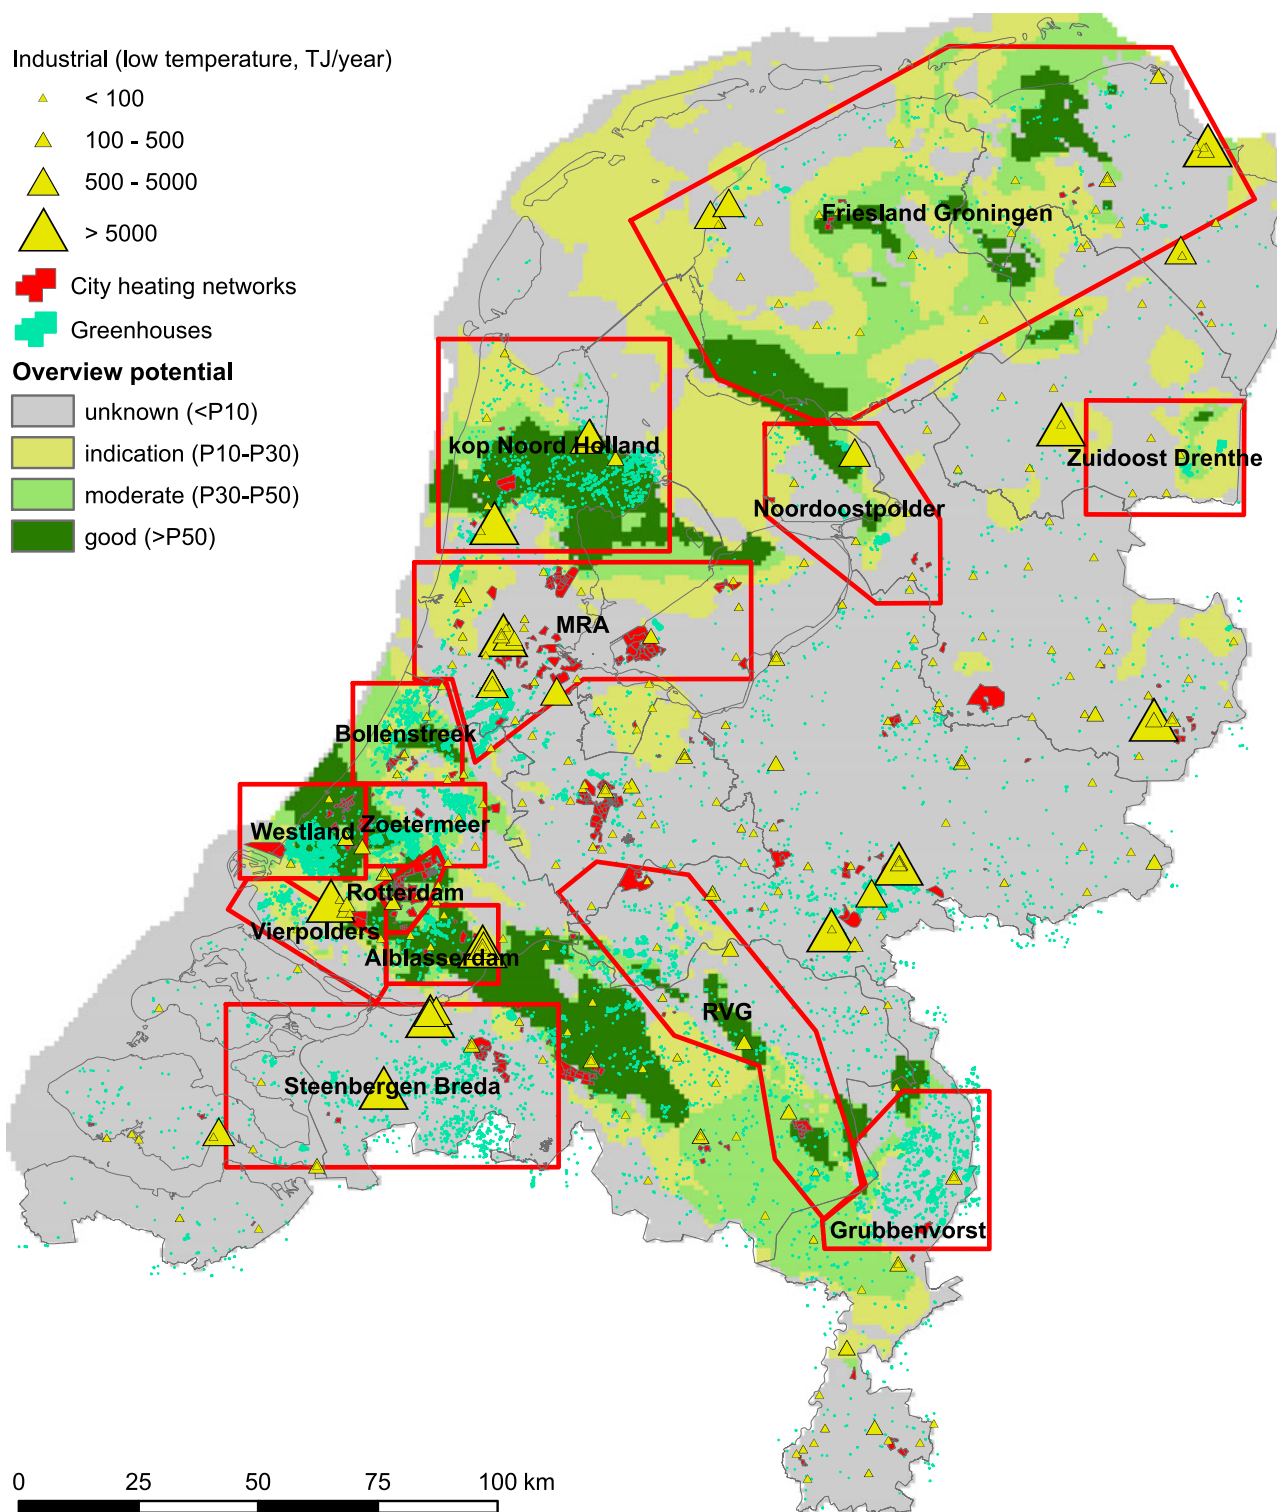 Industrial (low temperature, TJ/year)
< 100
100 - 500
500 - 5000
> 5000
City heating networks
Greenhouses
Overview potential
unknown (<P10)
indication (P10-P30)
moderate (P30-P50)
good (>P50)
Friesland Groningen
kop Noord Holland
Zuidoost Drenthe
Noordoostpolder
MRA
Bollenstreek
Westland
Zoetermeer
Rotterdam
Vierpolders
Alblasserdam
RVG
Steenbergen Breda
Grubbenvorst
0 25 50 75 100 km